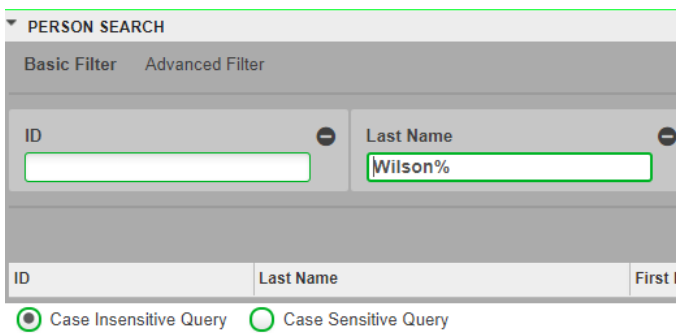 PERSON SEARCH
Basic Filter Advanced Filter
ID Last Name
Wilson%
ID Last Name First
Case Insensitive Query Case Sensitive Query